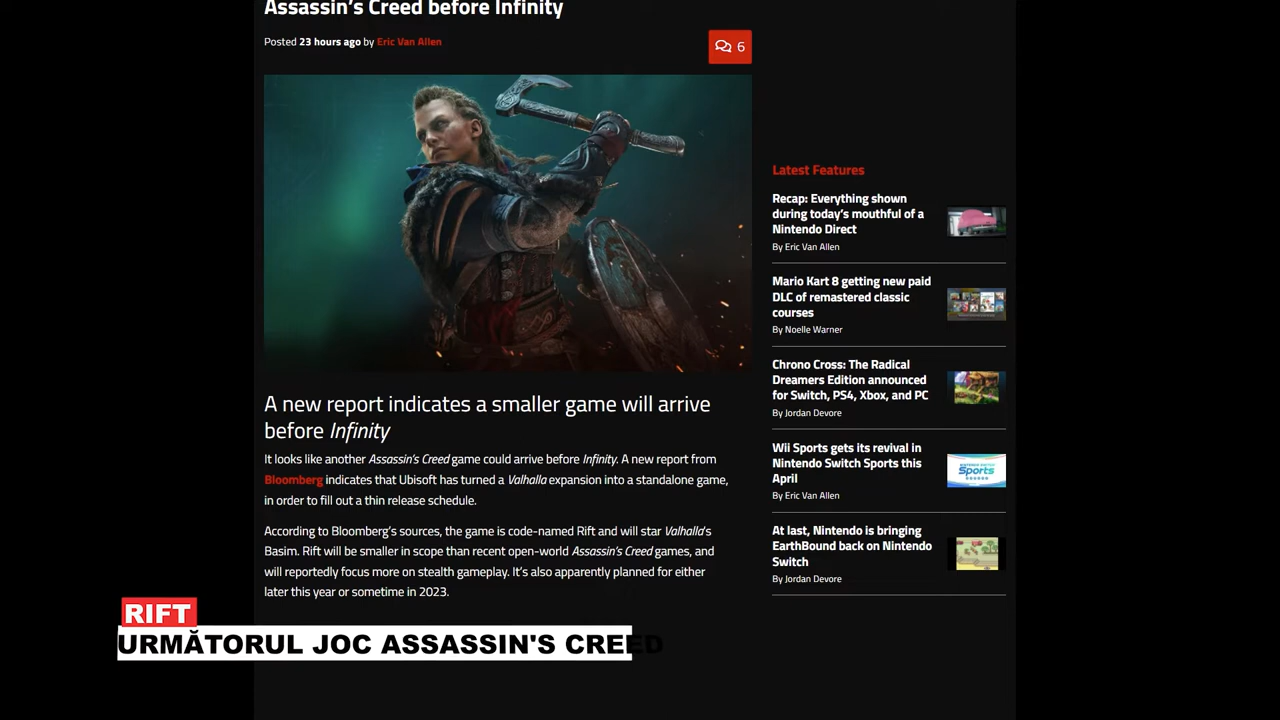 Assassin's Creed before Infinity
Posted 23 hours ago by Eric Van Allen
6
A new report indicates a smaller game will arrive
before Infinity
It looks like another Assassin's Creed game could arrive before Infinity. A new report from
Bloomberg indicates that Ubisoft has turned a Valhalla expansion into a standalone game,
in order to fill out a thin release schedule.
According to Bloomberg's sources, the game is code-named Rift and will star Valhalla's
Basim. Rift will be smaller in scope than recent open-world Assassin's Creed games, and
will reportedly focus more on stealth gameplay. It's also apparently planned for either
later this year or sometime in 2023.
Latest Features
Recap: Everything shown
during today's mouthful of a
Nintendo Direct
By Eric Van Allen
Mario Kart 8 getting new paid
DLC of remastered classic
courses
By Noelle Warner
Chrono Cross: The Radical
Dreamers Edition announced
for Switch, PS4, Xbox, and PC
By Jordan Devore
Wii Sports gets its revival in
Nintendo Switch Sports this
April
By Eric Van Allen
Sports
At last, Nintendo is bringing
EarthBound back on Nintendo
Switch
By Jordan Devore
RIFT
URMĂTORUL JOC ASSASSIN'S CREED